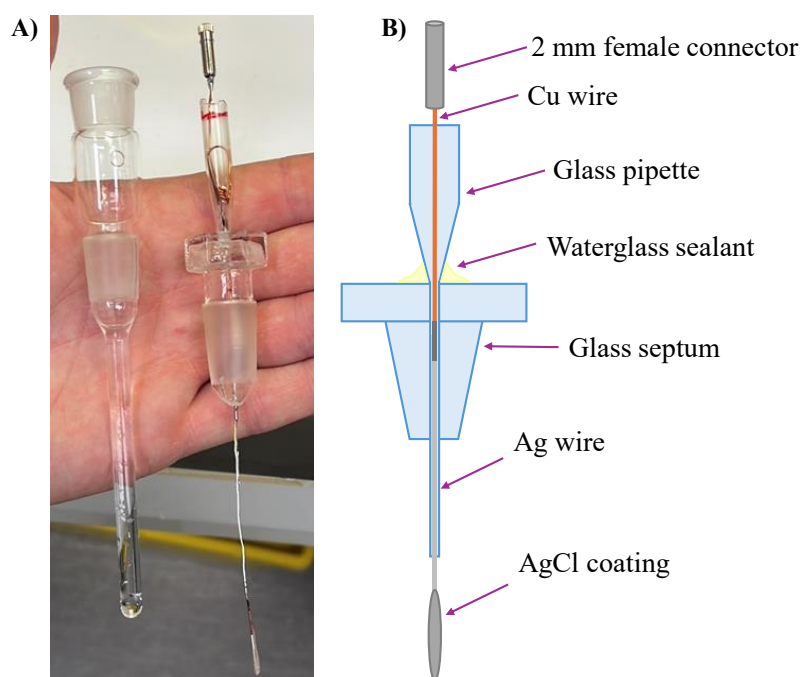 A)
B)
2 mm female connector
Cu wire
Glass pipette
Waterglass sealant
Glass septum
Ag wire
AgCl coating